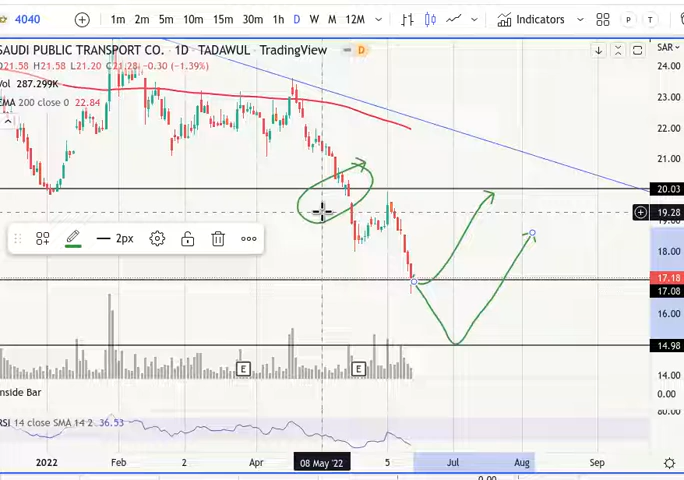 4040 1m 2m 5m 10m 15m 30m 1h D W M 12M Indicators P T
SAUDI PUBLIC TRANSPORT CO. · 1D · TADAWUL · TradingView D SAR
21.58 H21.58 L21.20 C21.28 -0.30 (-1.39%)
Vol 287.299K
EMA 200 close 0 22.84
24.00
23.00
22.00
21.00
20.03
19.28
2px
18.00
17.18
17.08
16.00
14.98
E E
14.00
Inside Bar
0.00
80.00
RSI 14 close SMA 14 2 36.53
2022 Feb 2 Apr 08 May '22 5 Jul Aug Sep
0.00